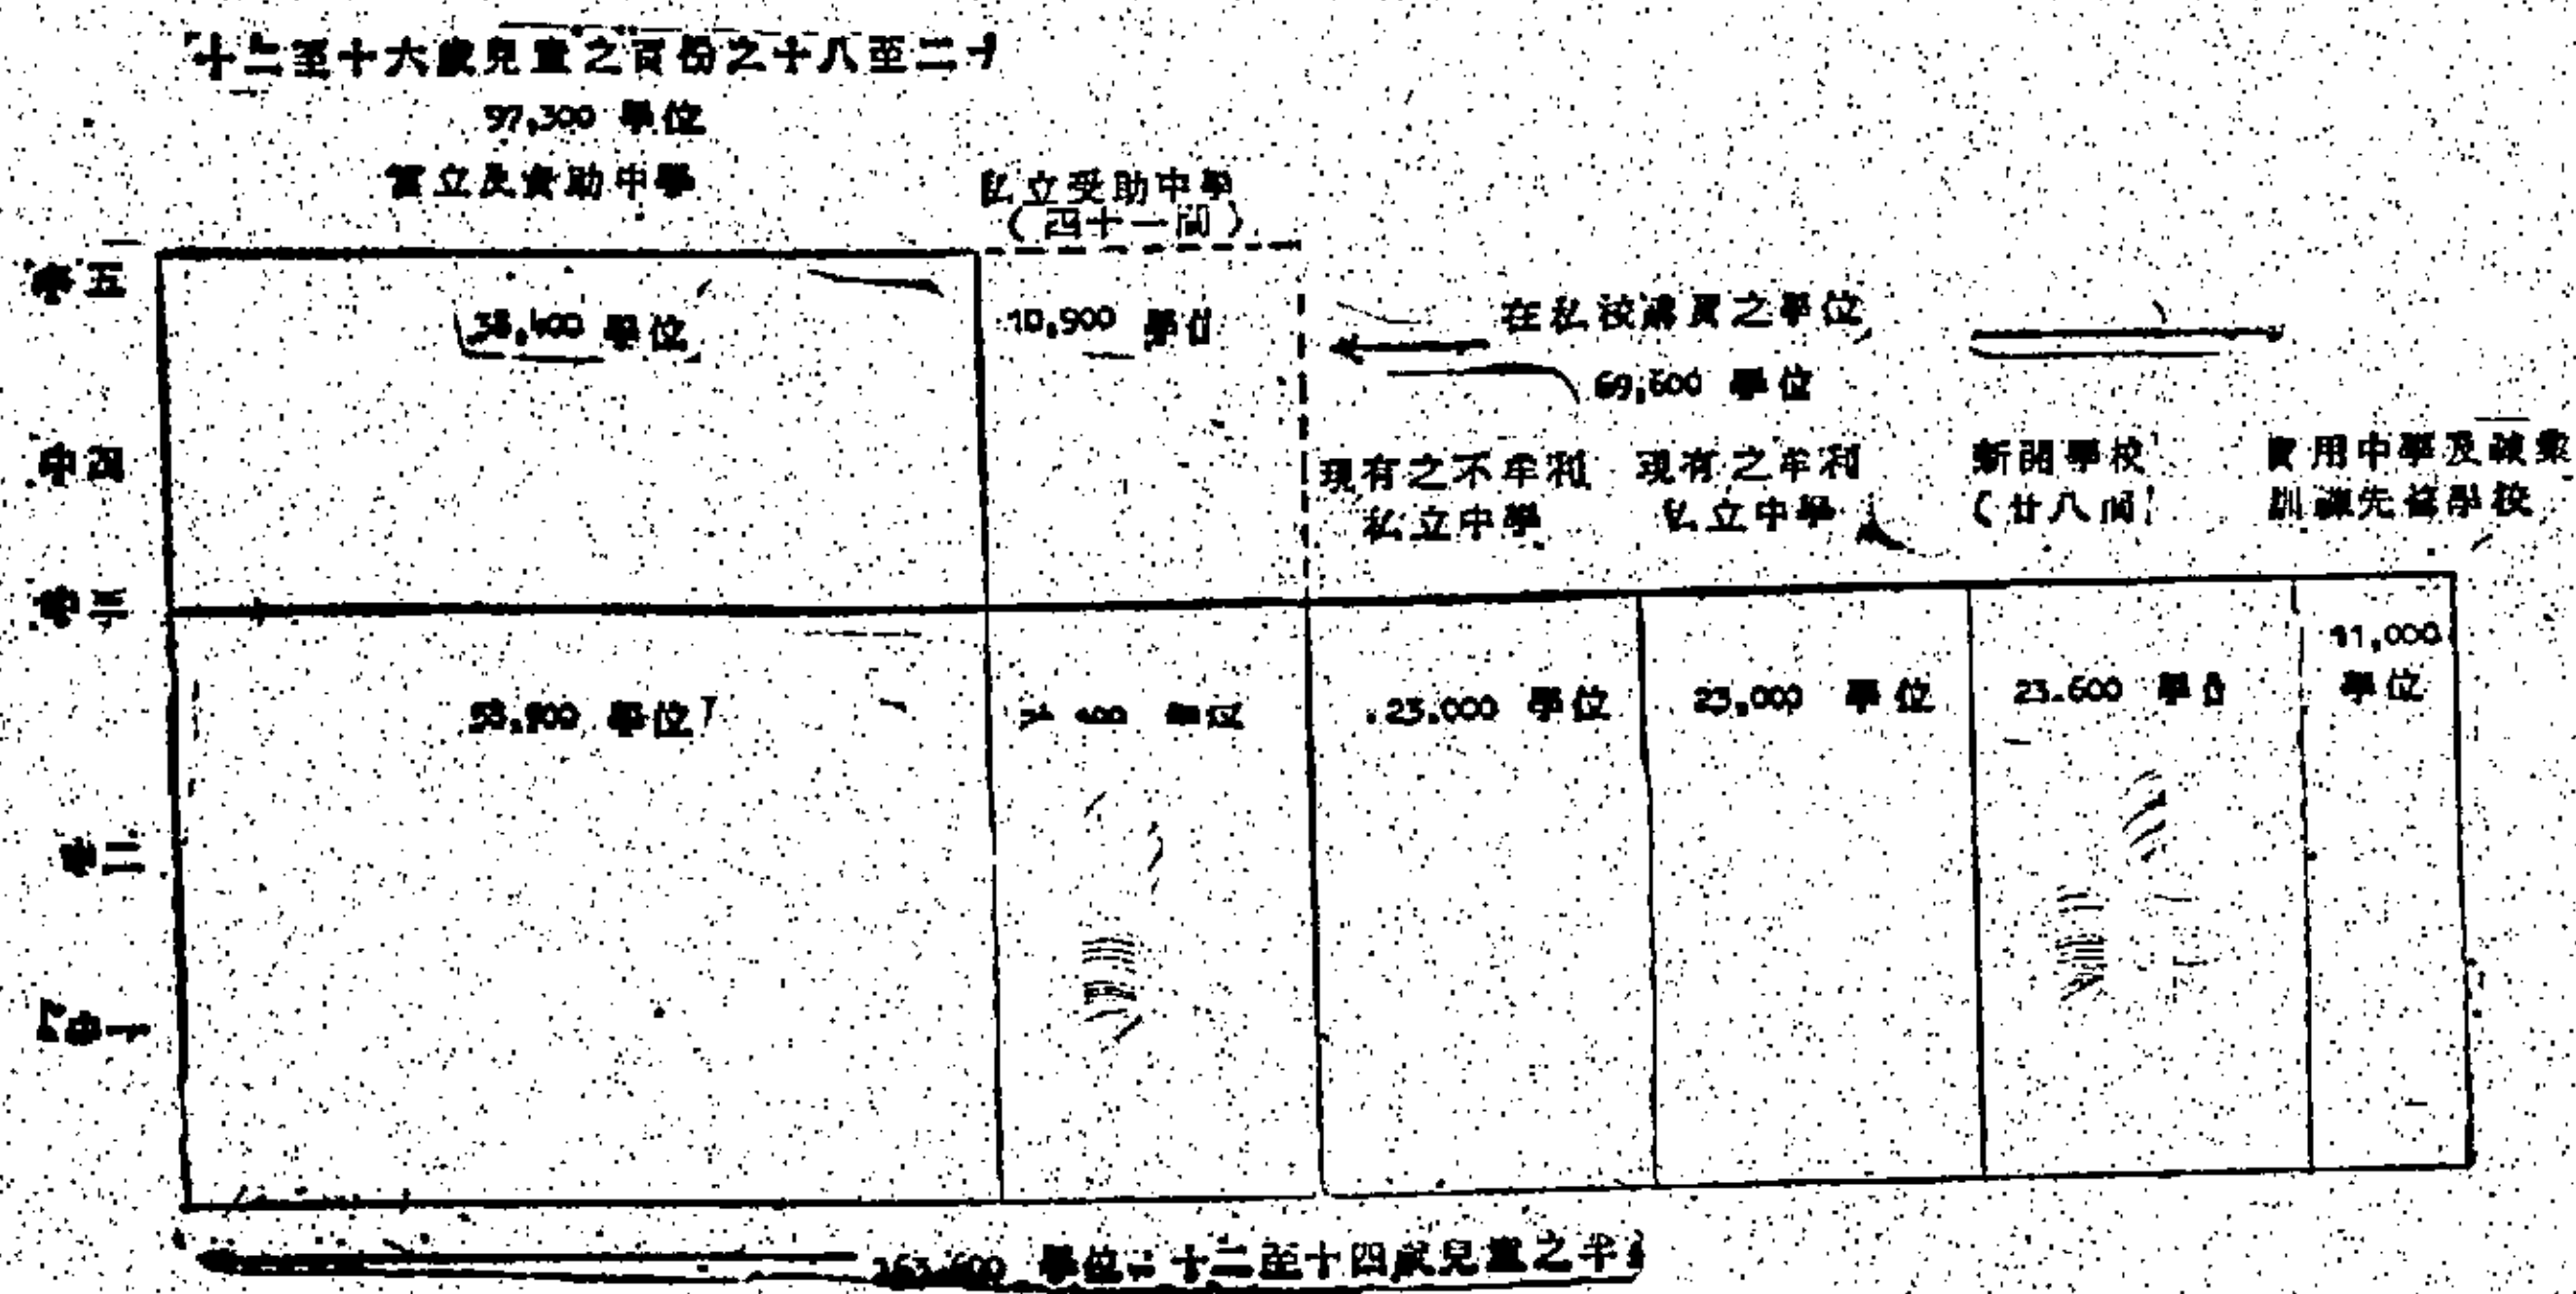 十二至十六歲兒童之百份之十八至二十
97,300 學位
官立及資助中學
私立受助中學
（四十一間）
中五
38,400 學位
10,900 學位
在私校購買之學位
69,600 學位
中四
現有之不牟利
私立中學
現有之牟利
私立中學
新開學校
（廿八間）
實用中學及職業
訓練先修學校
中三
58,900 學位
學位
23.000 學位
23,000 學位
23.600 學位
11,000
學位
中二
中一
學位：十二至十四歲兒童之半數